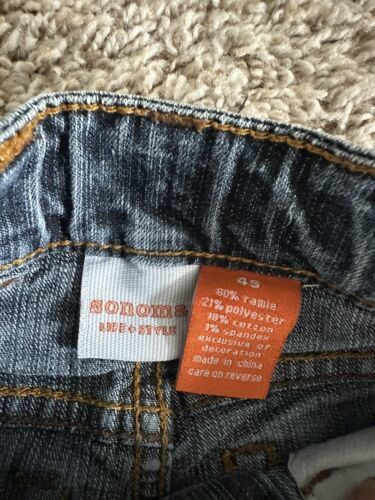 sonoma
LIFE + STYLE
4S
60% ramie
21% polyester
18% cotton
1% spandex
exclusive of
decoration
made in china
care on reverse